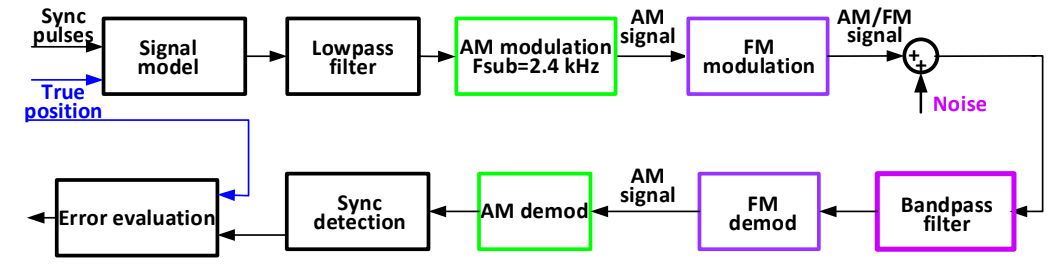 Sync
pulses
Signal
model
Lowpass
filter
AM modulation
Fsub=2.4 kHz
AM
signal
FM
modulation
AM/FM
signal
+
+
Noise
True
position
Error evaluation
Sync
detection
AM demod
AM
signal
FM
demod
Bandpass
filter